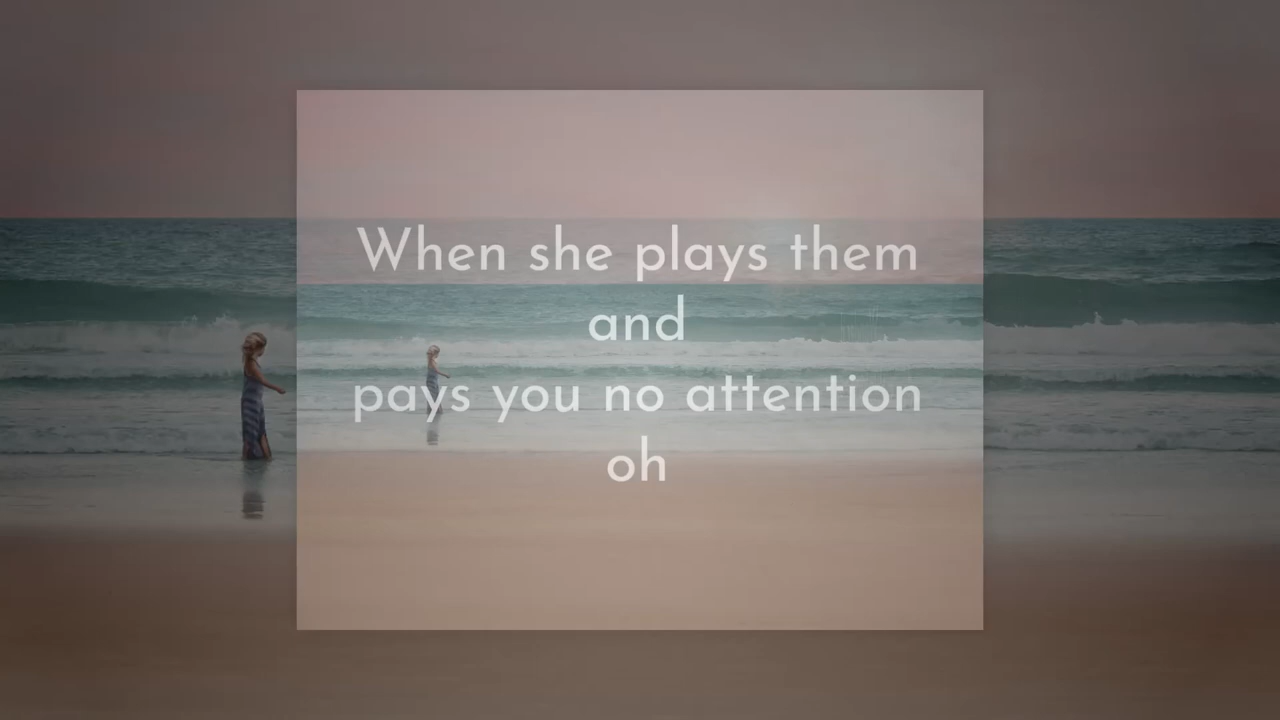 When she plays them
and
pays you no attention
oh